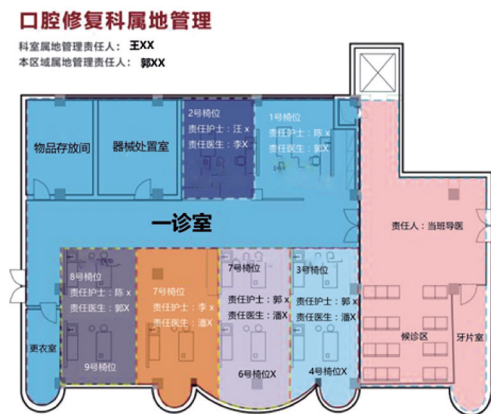 口腔修复科属地管理
科室属地管理责任人： 王XX
本区域属地管理责任人： 郭XX
物品存放间
器械处置室
2号椅位
责任护士：汪 x
责任医生：李X
1号椅位
责任护士：陈 x
责任医生：郭X
一诊室
责任人：当班导医
8号椅位
责任护士：陈 x
责任医生：郭X
9号椅位
7号椅位
责任护士：李 x
责任医生：潘X
7号椅位
责任护士：郭 x
责任医生：潘X
6号椅位X
3号椅位
责任护士：郭 x
责任医生：潘X
4号椅位X
更衣室
候诊区
牙片室